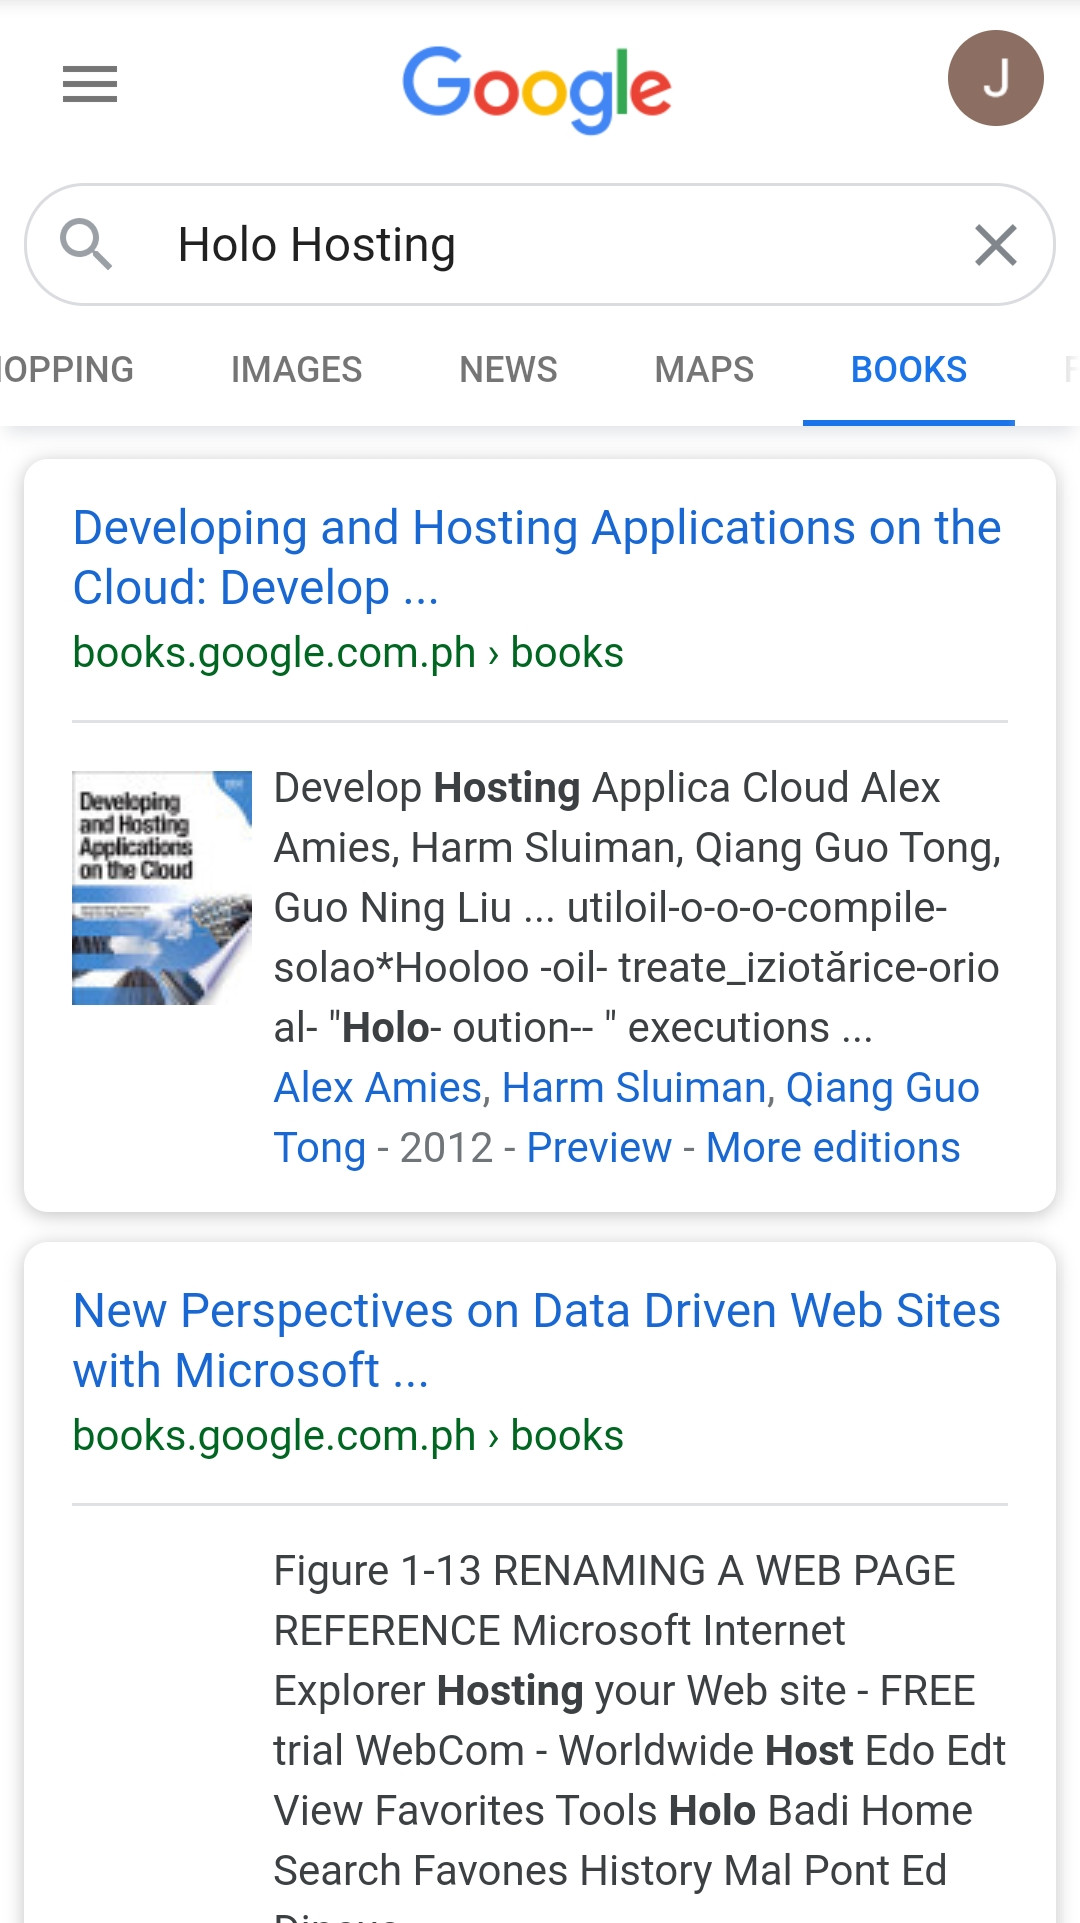 Google
J
Holo Hosting
HOPPING IMAGES NEWS MAPS BOOKS F
Developing and Hosting Applications on the
Cloud: Develop ...
books.google.com.ph › books
Developing
and Hosting
Applications
on the Cloud
Develop Hosting Applica Cloud Alex
Amies, Harm Sluiman, Qiang Guo Tong,
Guo Ning Liu ... utiloil-o-o-o-compile-
solao*Hooloo -oil- treate_iziotărice-orio
al- "Holo- oution-- " executions ...
Alex Amies, Harm Sluiman, Qiang Guo
Tong - 2012 - Preview - More editions
New Perspectives on Data Driven Web Sites
with Microsoft ...
books.google.com.ph › books
Figure 1-13 RENAMING A WEB PAGE
REFERENCE Microsoft Internet
Explorer Hosting your Web site - FREE
trial WebCom - Worldwide Host Edo Edt
View Favorites Tools Holo Badi Home
Search Favones History Mal Pont Ed